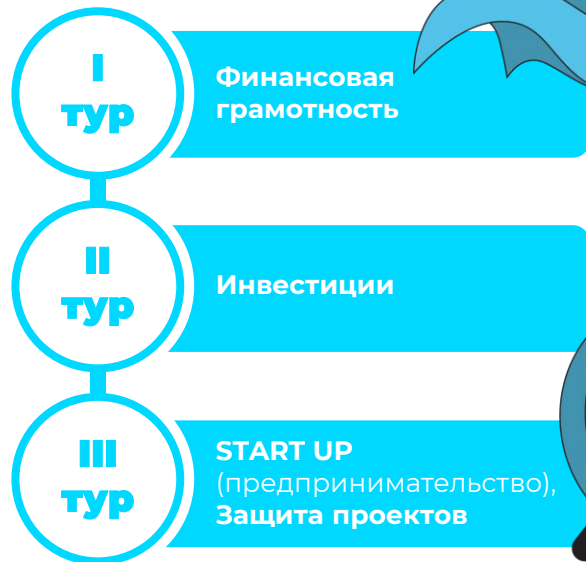 I
тур
Финансовая
грамотность
II
тур
Инвестиции
III
тур
START UP
(предпринимательство),
Защита проектов